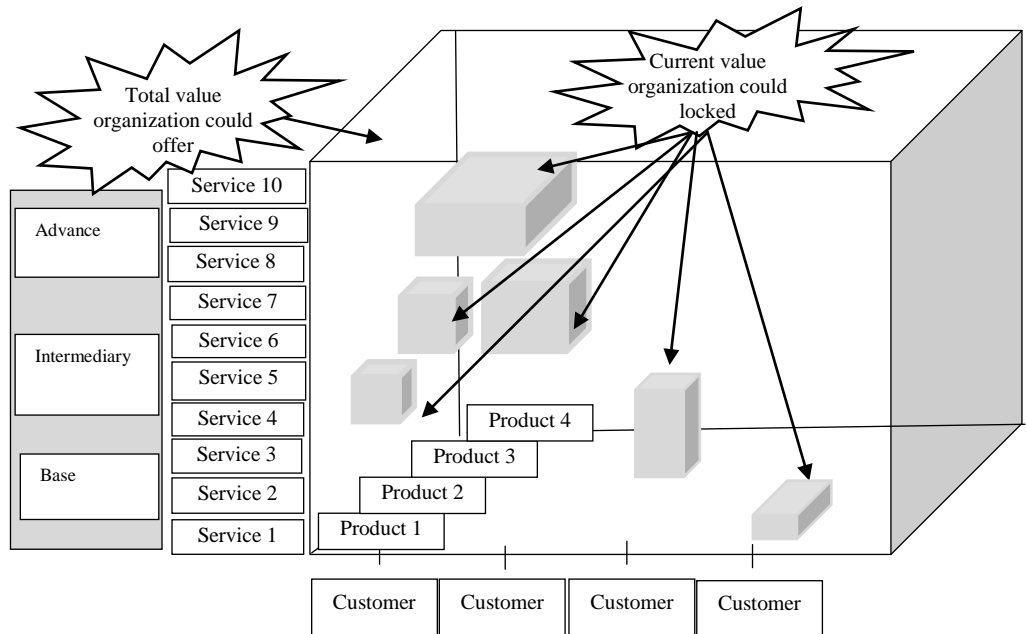 Total value
organization could
offer
Current value
organization could
locked
Advance
Intermediary
Base
Service 10
Service 9
Service 8
Service 7
Service 6
Service 5
Service 4
Service 3
Service 2
Service 1
Product 4
Product 3
Product 2
Product 1
Customer
Customer
Customer
Customer